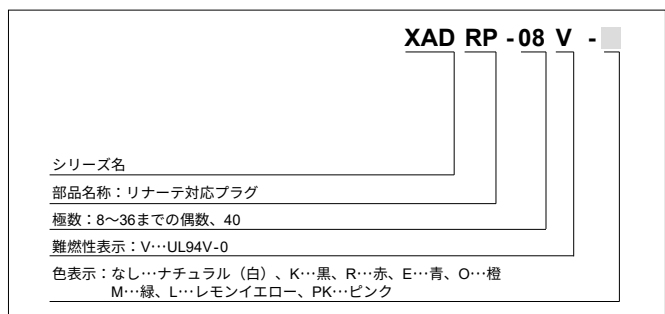 XAD RP - 08 V -
シリーズ名
部品名称：リナーテ対応プラグ
極数：8〜36までの偶数、40
難燃性表示：V…UL94V-0
色表示：なし…ナチュラル（白）、K…黒、R…赤、E…青、O…橙
M…緑、L…レモンイエロー、PK…ピンク